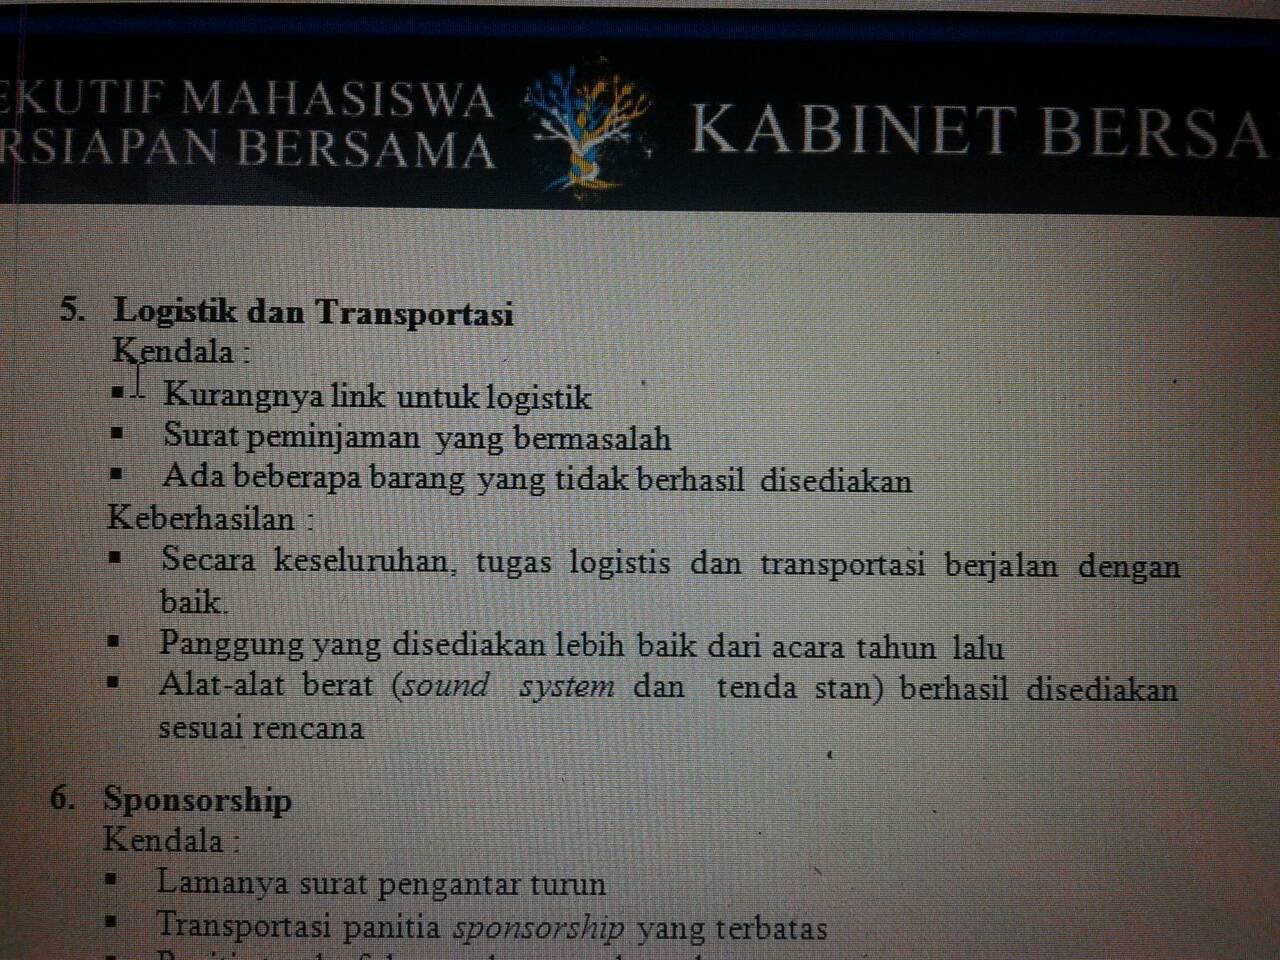 EKUTIF MAHASISWA
RSIAPAN BERSAMA
KABINET BERSA
5. Logistik dan Transportasi
Kendala :
▪ Kurangnya link untuk logistik
▪ Surat peminjaman yang bermasalah
▪ Ada beberapa barang yang tidak berhasil disediakan
Keberhasilan :
▪ Secara keseluruhan, tugas logistis dan transportasi berjalan dengan
baik.
▪ Panggung yang disediakan lebih baik dari acara tahun lalu
▪ Alat-alat berat (sound system dan tenda stan) berhasil disediakan
sesuai rencana
6. Sponsorship
Kendala :
▪ Lamanya surat pengantar turun
▪ Transportasi panitia sponsorship yang terbatas